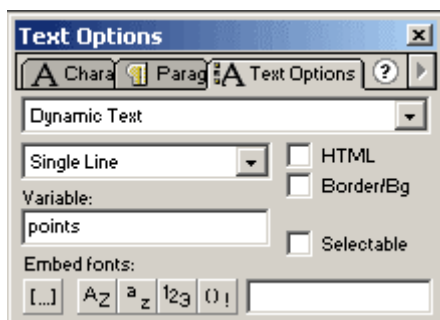 Text Options
A Chara ¶ Parag A Text Options ?
Dynamic Text
Single Line
HTML
Border/Bg
Variable:
points
Selectable
Embed fonts:
[...] AZ az 123 ()!